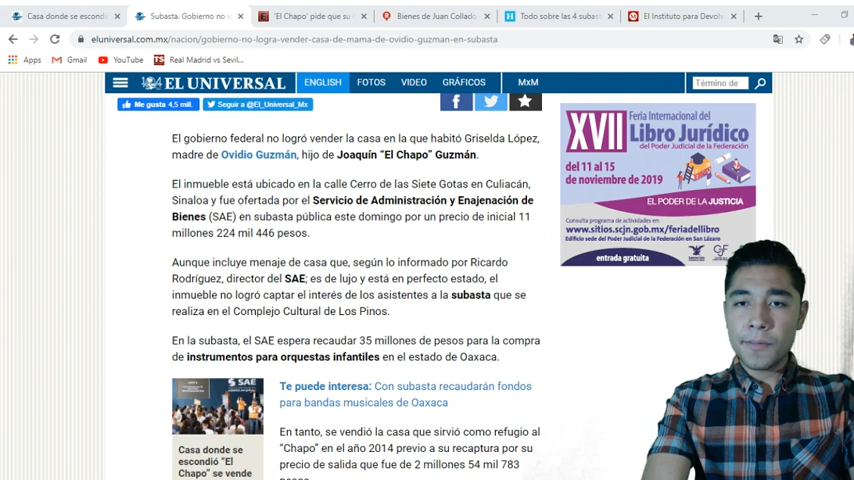 Casa donde se escondi
Subasta. Gobierno no v
'El Chapo' pide que su
Bienes de Juan Collado
Todo sobre las 4 subast
El Instituto para Devolve
eluniversal.com.mx/nacion/gobierno-no-logra-vender-casa-de-mama-de-ovidio-guzman-en-subasta
Apps
Gmail
YouTube
Real Madrid vs Sevil...
EL UNIVERSAL
ENGLISH
FOTOS
VIDEO
GRÁFICOS
MxM
Término de
Me gusta 4,5 mil.
Seguir a @El_Universal_Mx
El gobierno federal no logró vender la casa en la que habitó Griselda López,
madre de Ovidio Guzmán, hijo de Joaquín "El Chapo" Guzmán.
El inmueble está ubicado en la calle Cerro de las Siete Gotas en Culiacán,
Sinaloa y fue ofertada por el Servicio de Administración y Enajenación de
Bienes (SAE) en subasta pública este domingo por un precio de inicial 11
millones 224 mil 446 pesos.
Aunque incluye menaje de casa que, según lo informado por Ricardo
Rodríguez, director del SAE; es de lujo y está en perfecto estado, el
inmueble no logró captar el interés de los asistentes a la subasta que se
realiza en el Complejo Cultural de Los Pinos.
En la subasta, el SAE espera recaudar 35 millones de pesos para la compra
de instrumentos para orquestas infantiles en el estado de Oaxaca.
SAE
Casa donde se
escondió "El
Chapo" se vende
Te puede interesa: Con subasta recaudarán fondos
para bandas musicales de Oaxaca
En tanto, se vendió la casa que sirvió como refugio al
"Chapo" en el año 2014 previo a su recaptura por su
precio de salida que fue de 2 millones 54 mil 783
pesos.
XVII
Feria Internacional del
Libro Jurídico
del Poder Judicial de la Federación
del 11 al 15
de noviembre de 2019
EL PODER DE LA JUSTICIA
Consulta programa de actividades en:
www.sitios.scjn.gob.mx/feriadellibro
Edificio sede del Poder Judicial de la Federación en San Lázaro
entrada gratuita